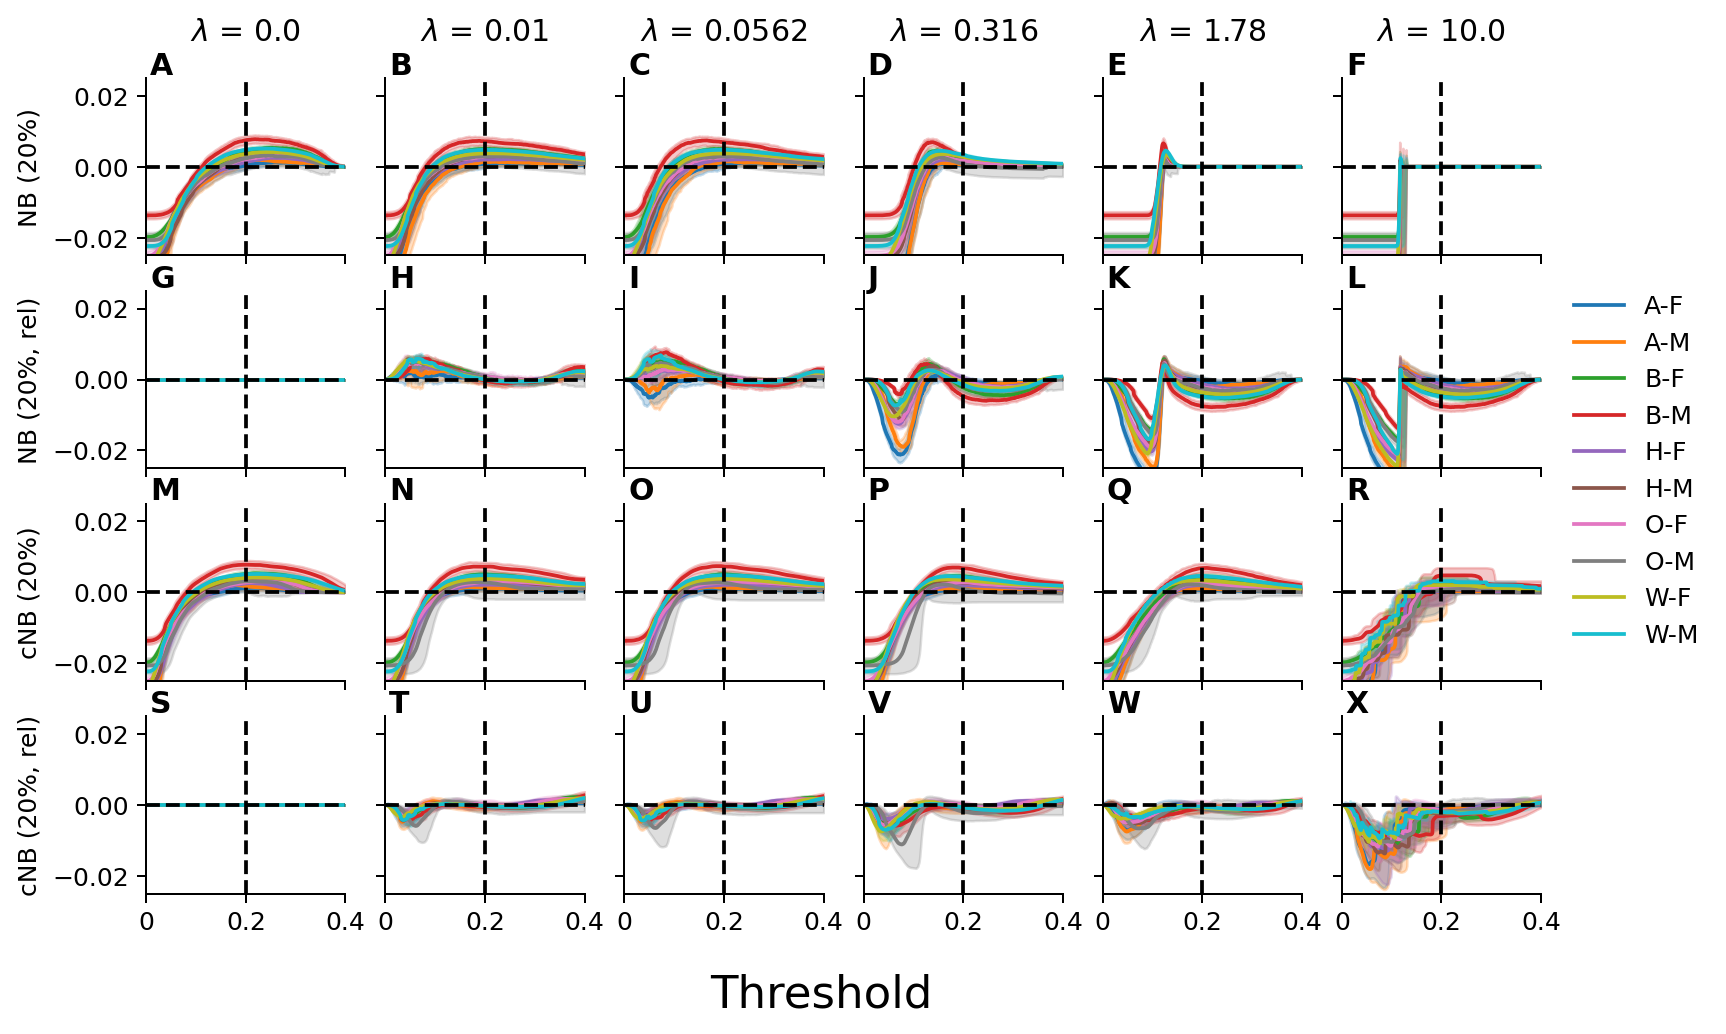 λ = 0.0
λ = 0.01
λ = 0.0562
λ = 0.316
λ = 1.78
λ = 10.0
A
B
C
D
E
F
NB (20%)
0.02
0.00
−0.02
G
H
I
J
K
L
NB (20%, rel)
0.02
0.00
−0.02
M
N
O
P
Q
R
cNB (20%)
0.02
0.00
−0.02
S
T
U
V
W
X
cNB (20%, rel)
0.02
0.00
−0.02
0
0.2
0.4
0
0.2
0.4
0
0.2
0.4
0
0.2
0.4
0
0.2
0.4
0
0.2
0.4
Threshold
A-F
A-M
B-F
B-M
H-F
H-M
O-F
O-M
W-F
W-M